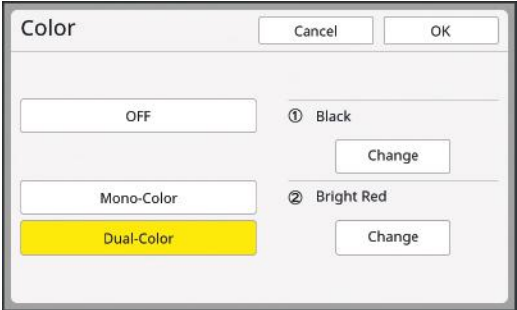 Color
Cancel
OK
OFF
① Black
Change
Mono-Color
② Bright Red
Dual-Color
Change